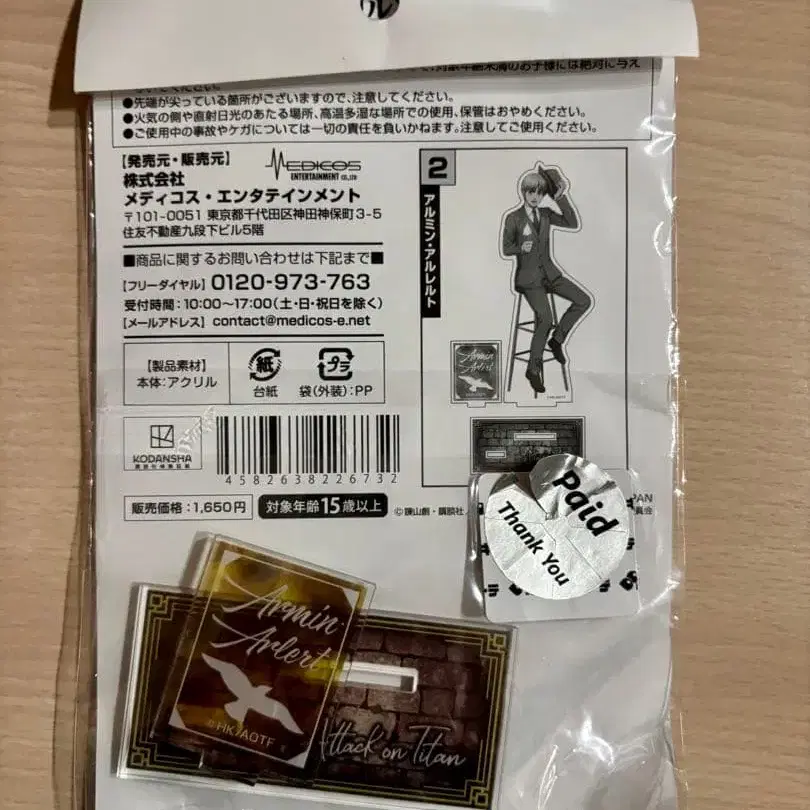 ●先端が尖っている箇所がございますので、注意してください。
●火気の側や直射日光のあたる場所、高温多湿な場所での使用、保管はおやめください。
●ご使用中の事故やケガについては一切の責任を負いかねます。注意してご使用ください。
【発売元・販売元】
MEDICOS
ENTERTAINMENT CO.,LTD
株式会社
メディコス・エンタテインメント
〒101-0051 東京都千代田区神田神保町3-5
住友不動産九段下ビル5階
■商品に関するお問い合わせは下記まで■
【フリーダイヤル】0120-973-763
受付時間：10:00〜17:00（土・日・祝日を除く）
【メールアドレス】contact@medicos-e.net
【製品素材】
本体：アクリル
紙
台紙
プラ
袋（外装）：PP
KODANSHA
4582638226732
販売価格：1,650円
対象年齢15歳以上
©諫山創・講談社
2
アルミン・アルレルト
Armin
Arlert
Paid
Thank You
PAN
員会
Armin
Arlert
©HK/AOTF
Attack on Titan